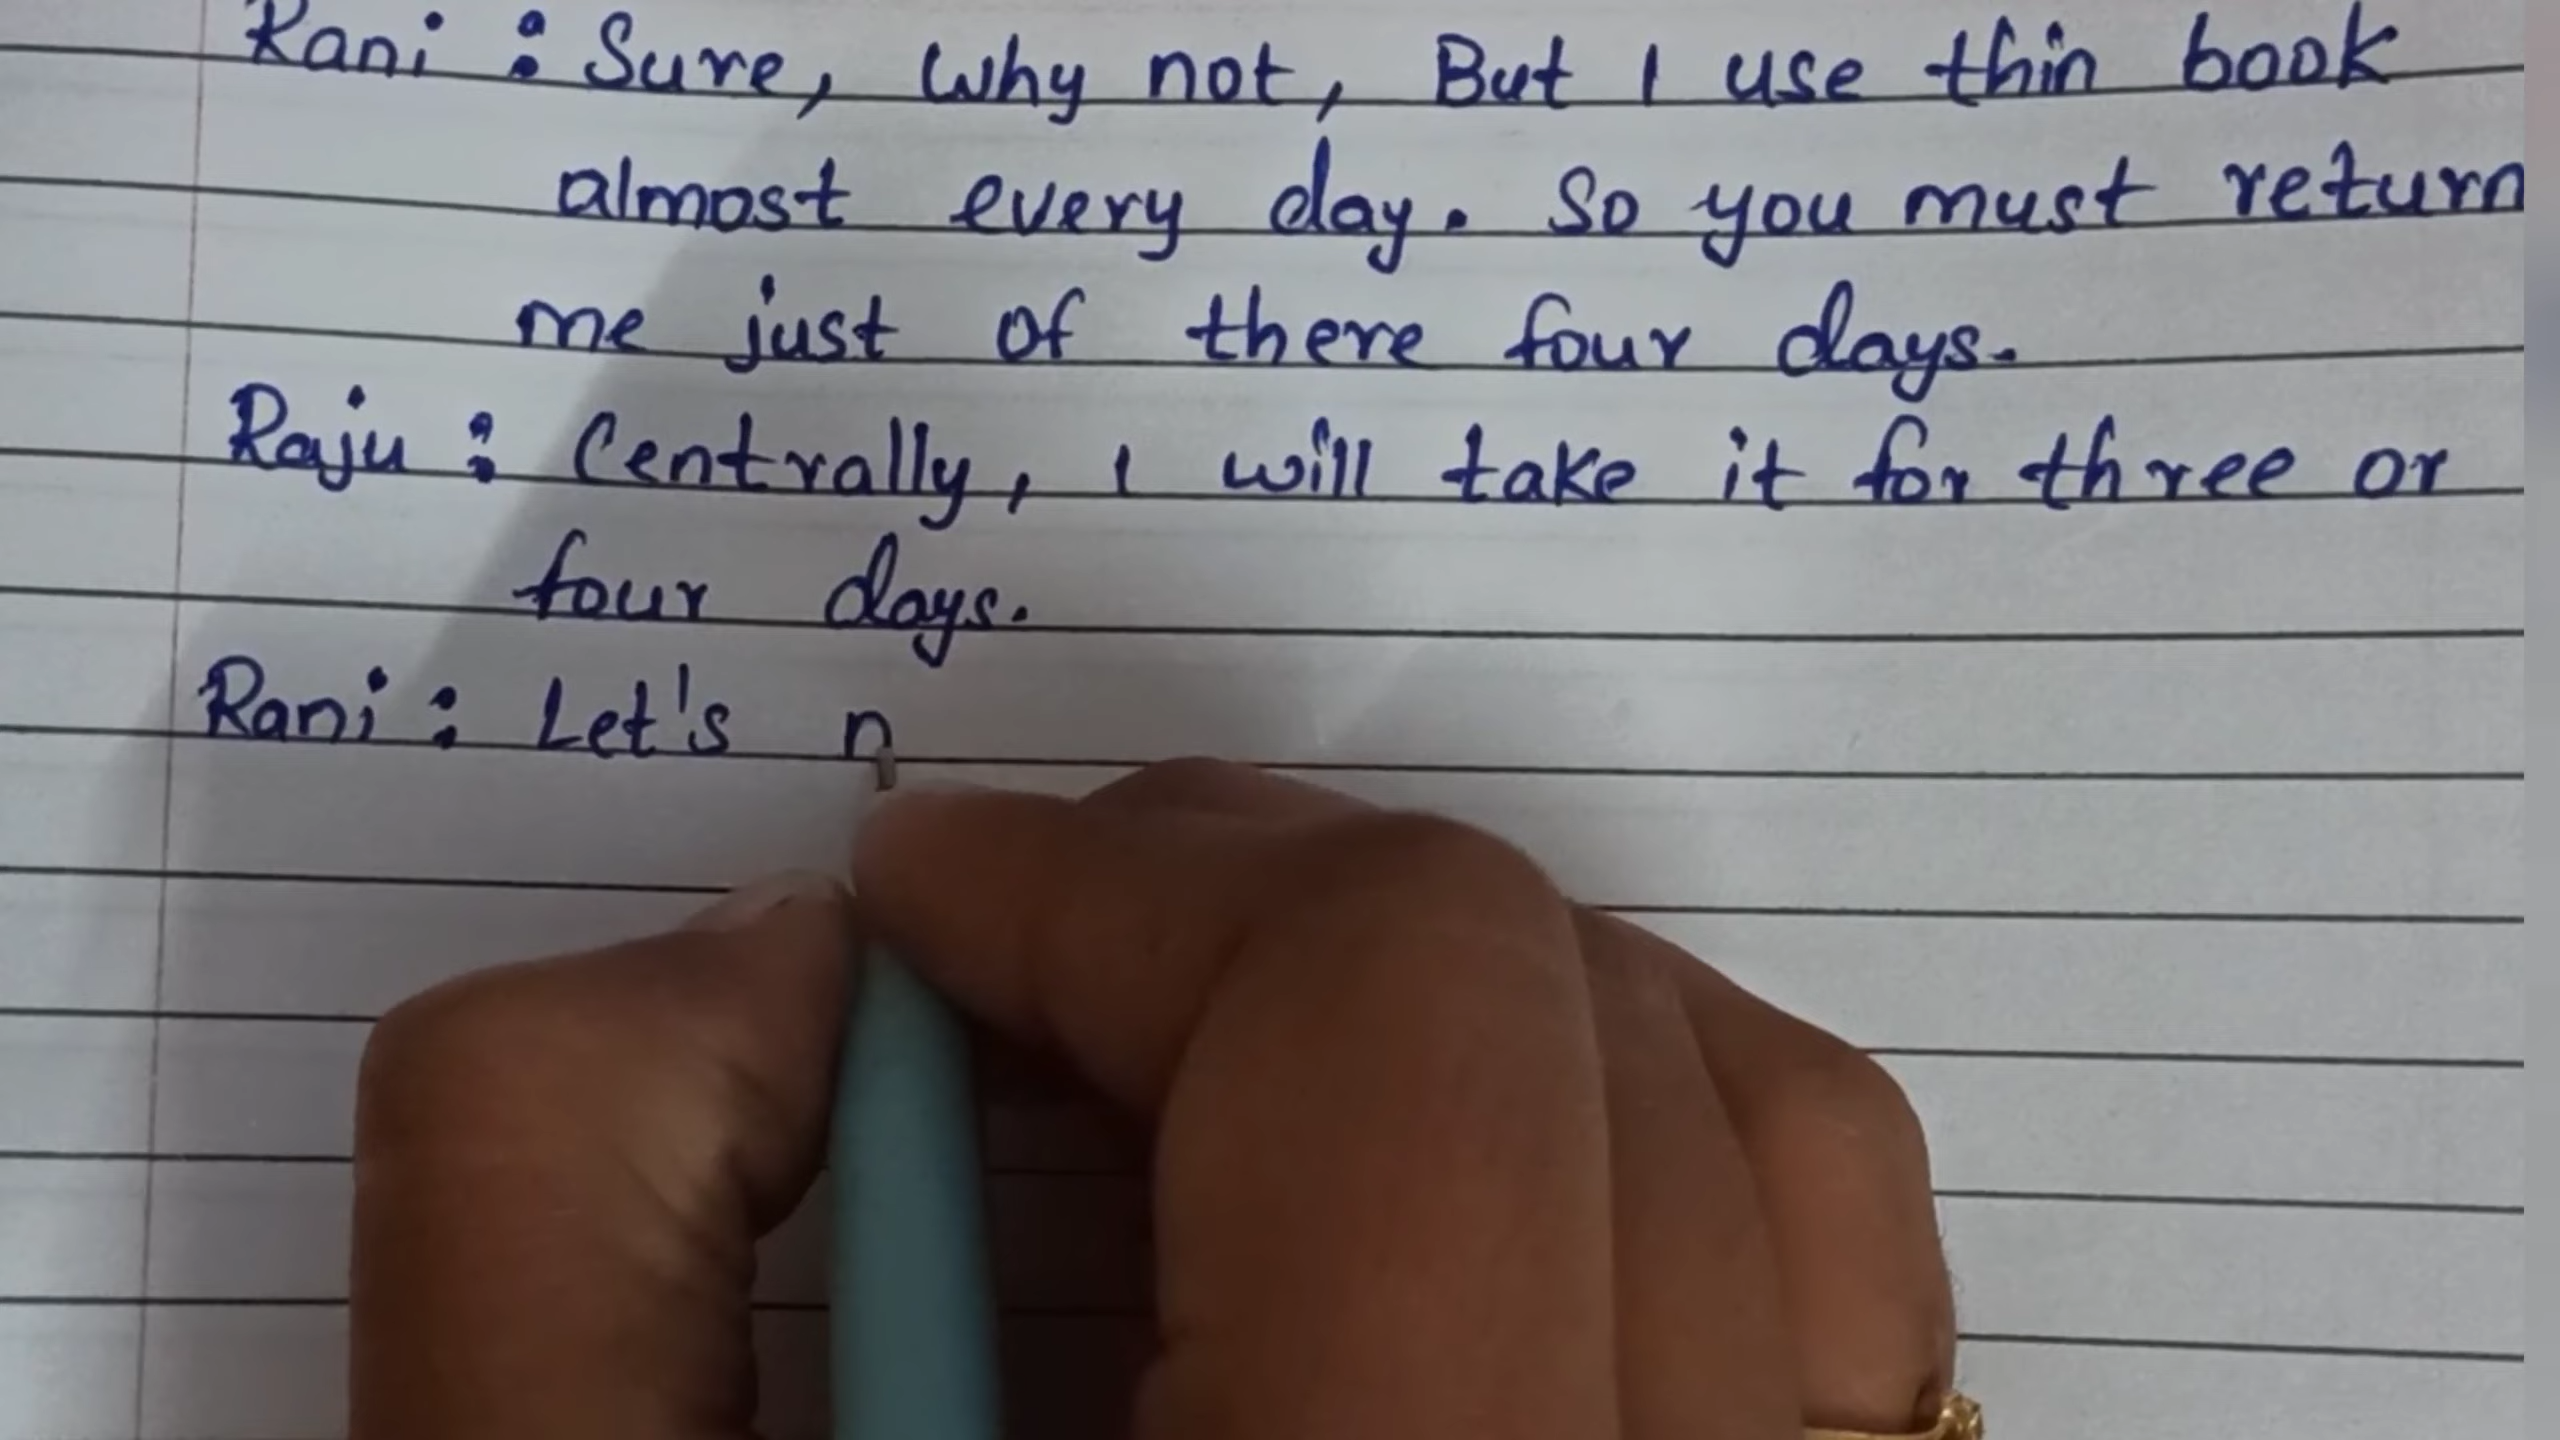 Rani : Sure, Why not, But I use thin book
almost every day. So you must return
me just of there four days.
Raju : Centrally, I will take it for three or
four days.
Rani : Let's n